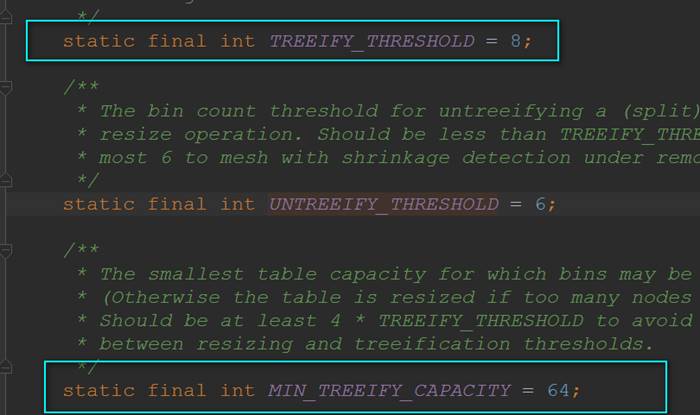 */
static final int TREEIFY_THRESHOLD = 8;
/**
* The bin count threshold for untreeifying a (split)
* resize operation. Should be less than TREEIFY_THRE
* most 6 to mesh with shrinkage detection under remo
*/
static final int UNTREEIFY_THRESHOLD = 6;
/**
* The smallest table capacity for which bins may be
* (Otherwise the table is resized if too many nodes
* Should be at least 4 * TREEIFY_THRESHOLD to avoid
* between resizing and treeification thresholds.
*/
static final int MIN_TREEIFY_CAPACITY = 64;